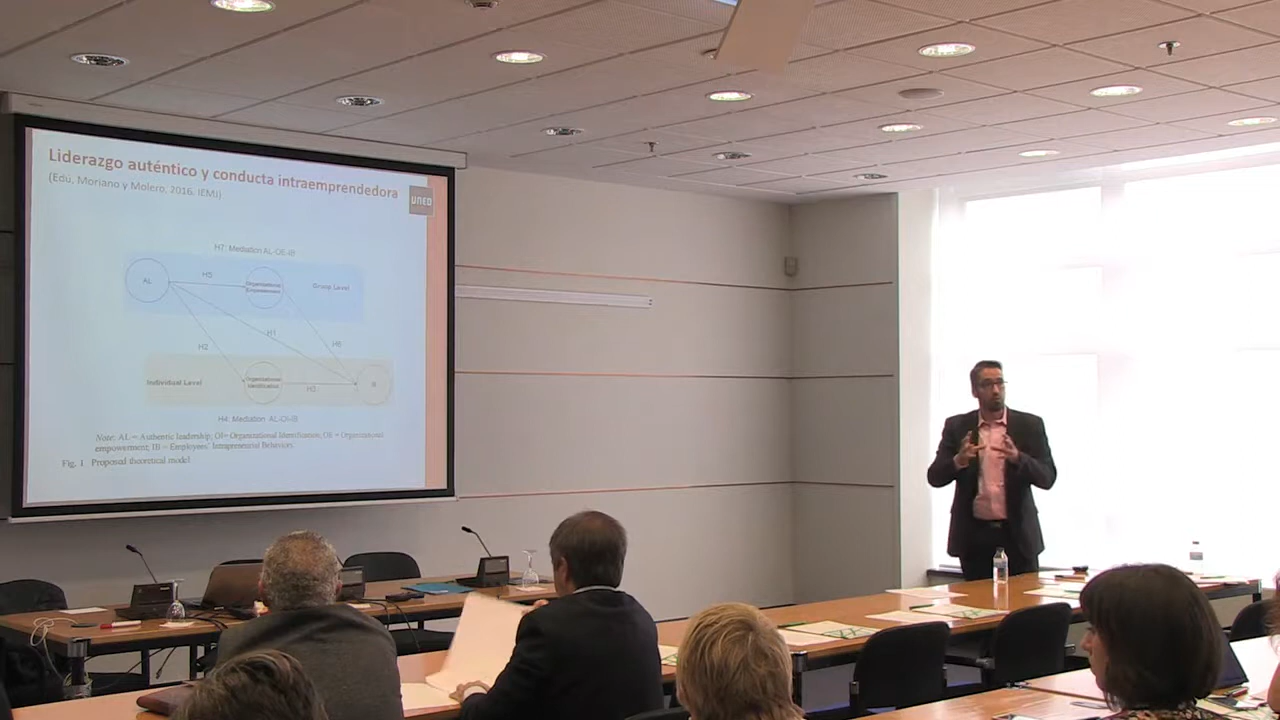 Liderazgo auténtico y conducta intraemprendedora
(Edú, Moriano y Molero, 2016, IEMJ)
UNED
H7: Mediation AL-OE-IB
AL
H5
Organizational
Empowerment
Group Level
H1
H2
H6
Individual Level
Organizational
Identification
H3
IB
H4: Mediation AL-OI-IB
Note: AL = Authentic leadership; OI= Organizational Identification; OE = Organizational
empowerment; IB = Employees' Intrapreneurial Behaviors.
Fig. 1 Proposed theoretical model